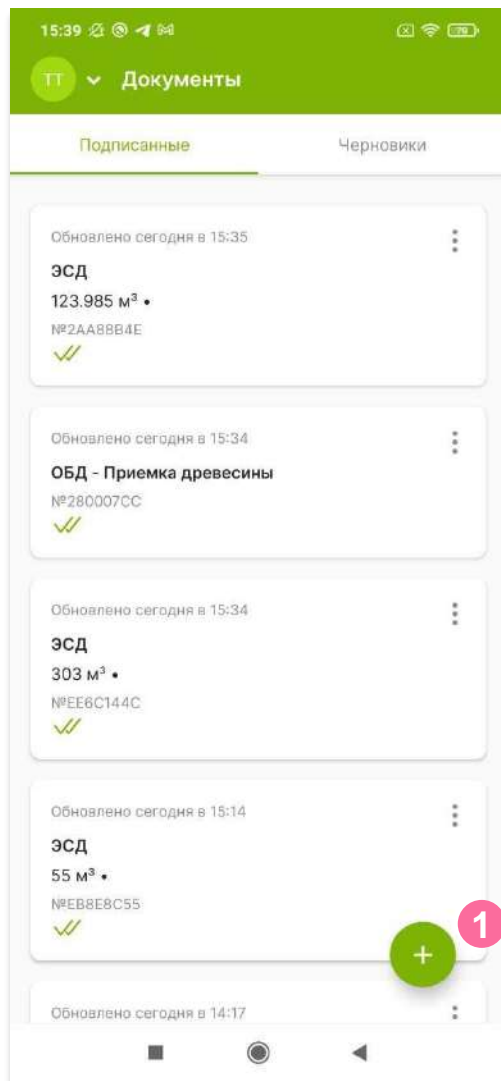 15:39
79
ТТ Документы
Подписанные Черновики
Обновлено сегодня в 15:35
ЭСД
123.985 м³ •
№2AA88B4E
Обновлено сегодня в 15:34
ОБД - Приемка древесины
№280007CC
Обновлено сегодня в 15:34
ЭСД
303 м³ •
№EE6C144C
Обновлено сегодня в 15:14
ЭСД
55 м³ •
№EB8E8C55
1
+
Обновлено сегодня в 14:17